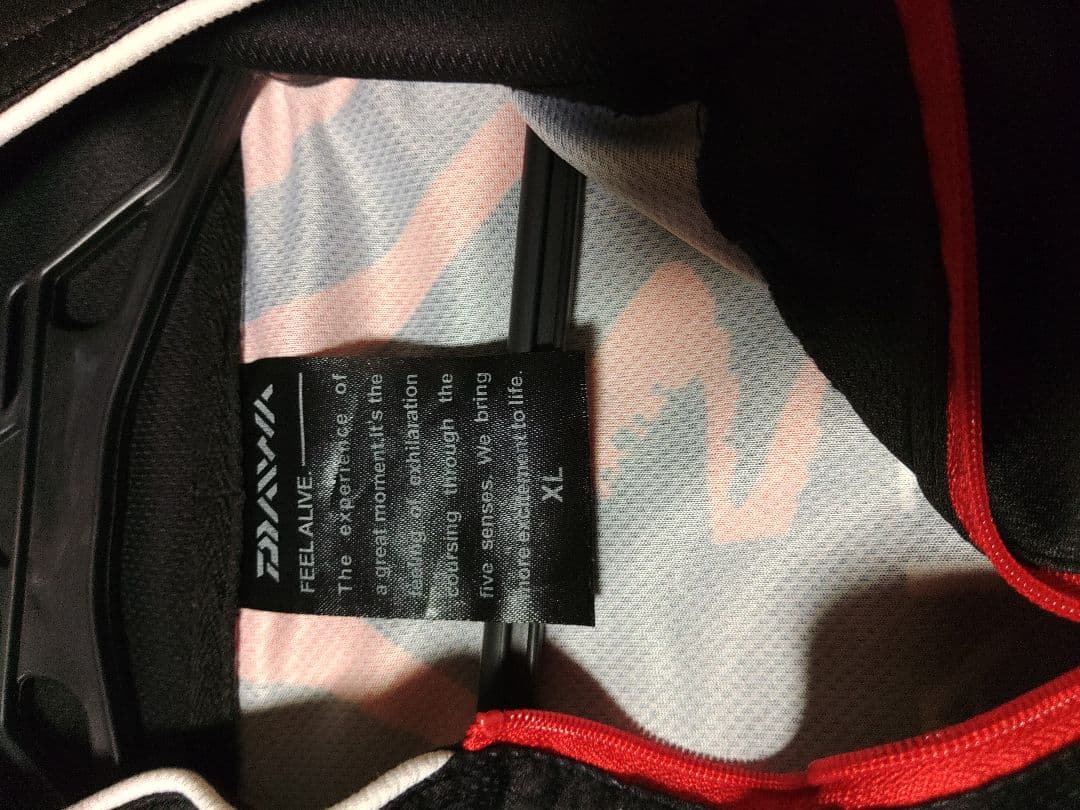 DAIWA
FEEL ALIVE.
The experience of
a great moment.it's the
feeling of exhilaration
coursing through the
five senses. We bring
more excitement to life.
XL